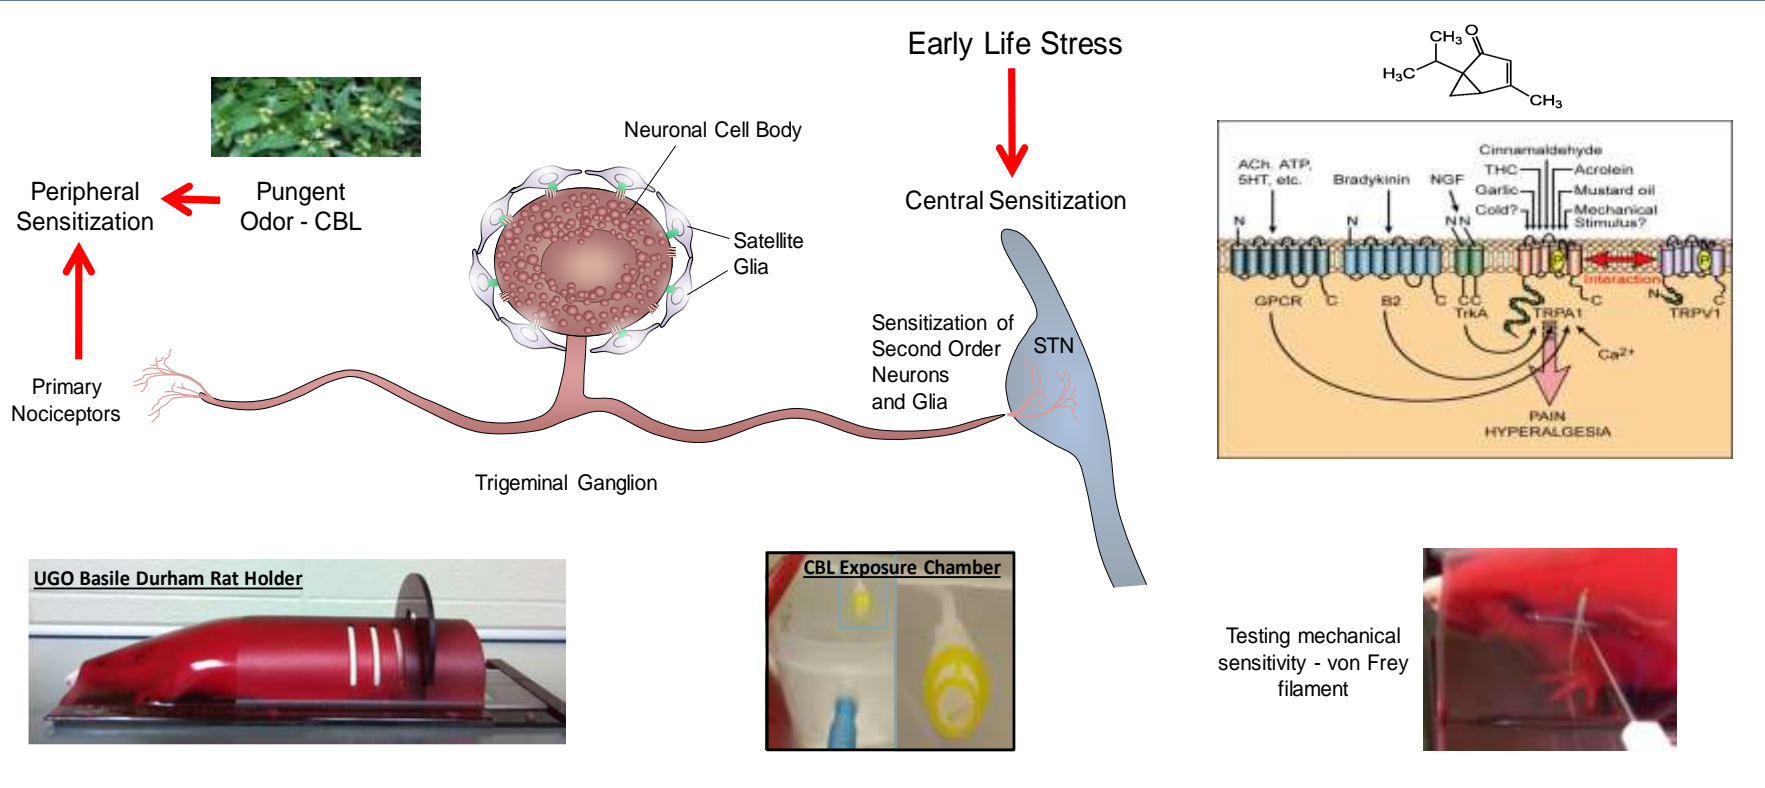 Early Life Stress
Central Sensitization
Pungent
Odor - CBL
Peripheral
Sensitization
Primary
Nociceptors
Neuronal Cell Body
Satellite
Glia
Sensitization of
Second Order
Neurons
and Glia
STN
Trigeminal Ganglion
CH₃
O
H₃C
CH₃
Cinnamaldehyde
ACh. ATP,
5HT, etc.
Bradykinin
NGF
THC
Acrolein
Garlic
Mustard oil
Cold?
Mechanical
Stimulus?
N
N
N N
P
P
Interaction
GPCR
C
B2
C
C C
TrkA
TRPA1
C
N
C
TRPV1
Ca²⁺
PAIN
HYPERALGESIA
UGO Basile Durham Rat Holder
CBL Exposure Chamber
Testing mechanical
sensitivity - von Frey
filament